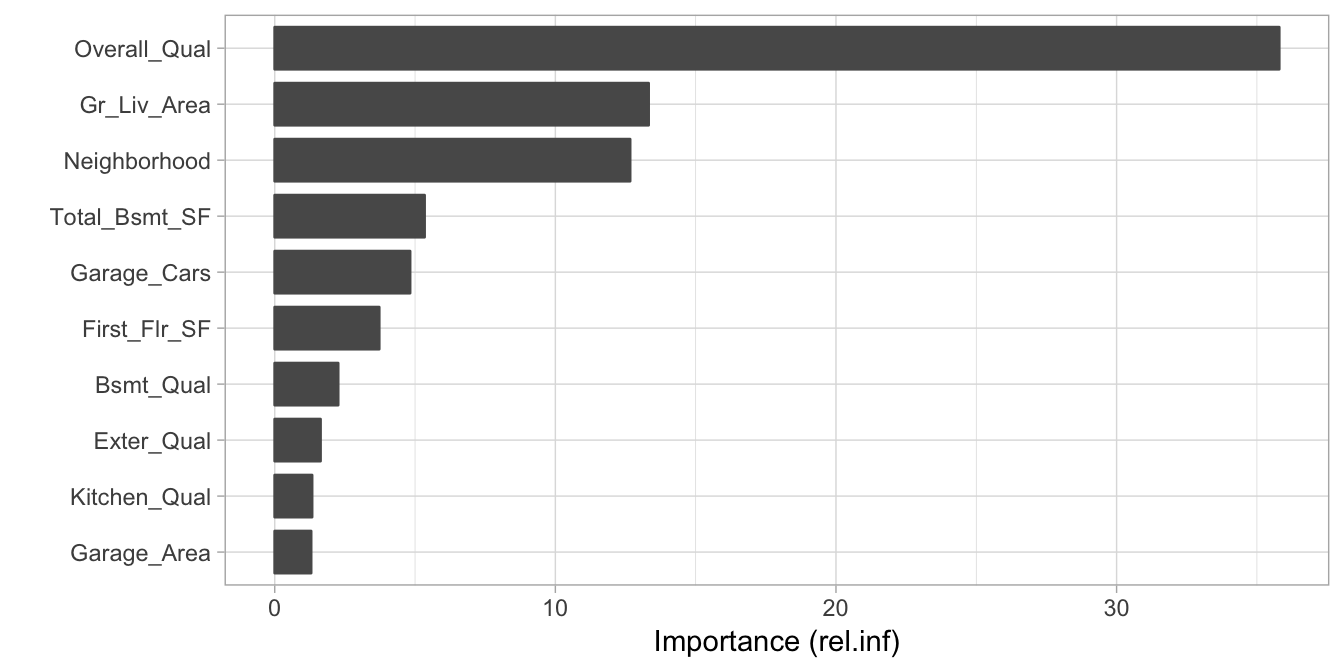 Overall_Qual
Gr_Liv_Area
Neighborhood
Total_Bsmt_SF
Garage_Cars
First_Flr_SF
Bsmt_Qual
Exter_Qual
Kitchen_Qual
Garage_Area
0 10 20 30
Importance (rel.inf)